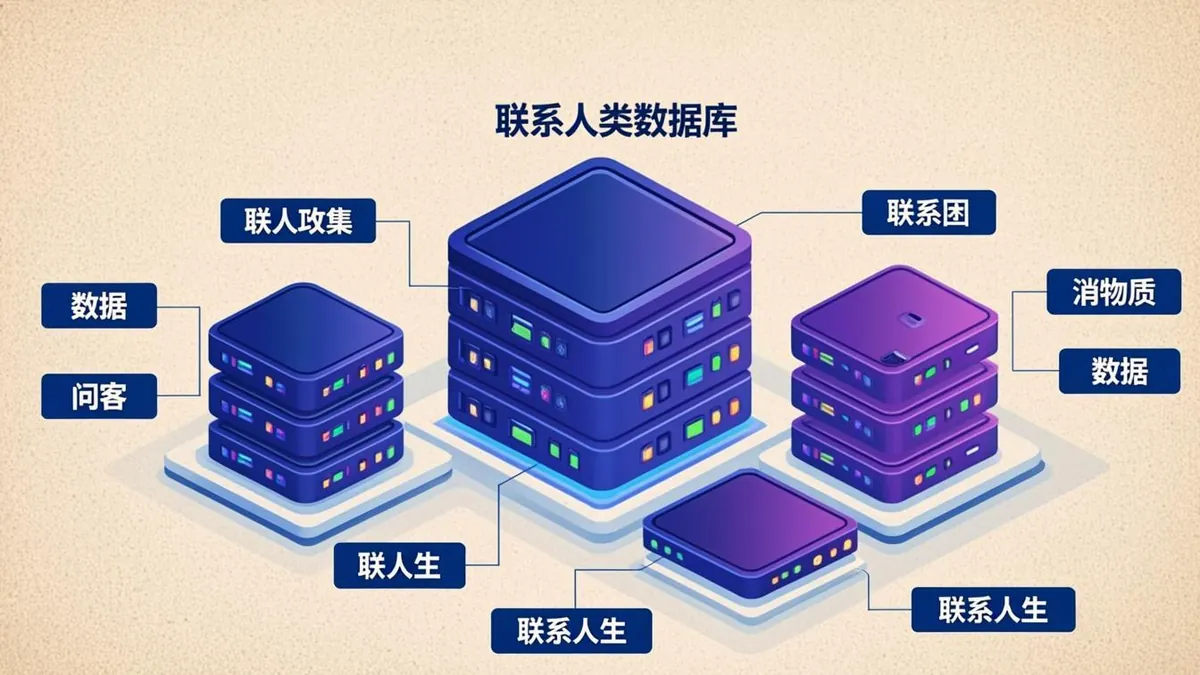 联系人类数据库
联人攻集
联系困
数据
消物质
问客
数据
联人生
联系人生
联系人生